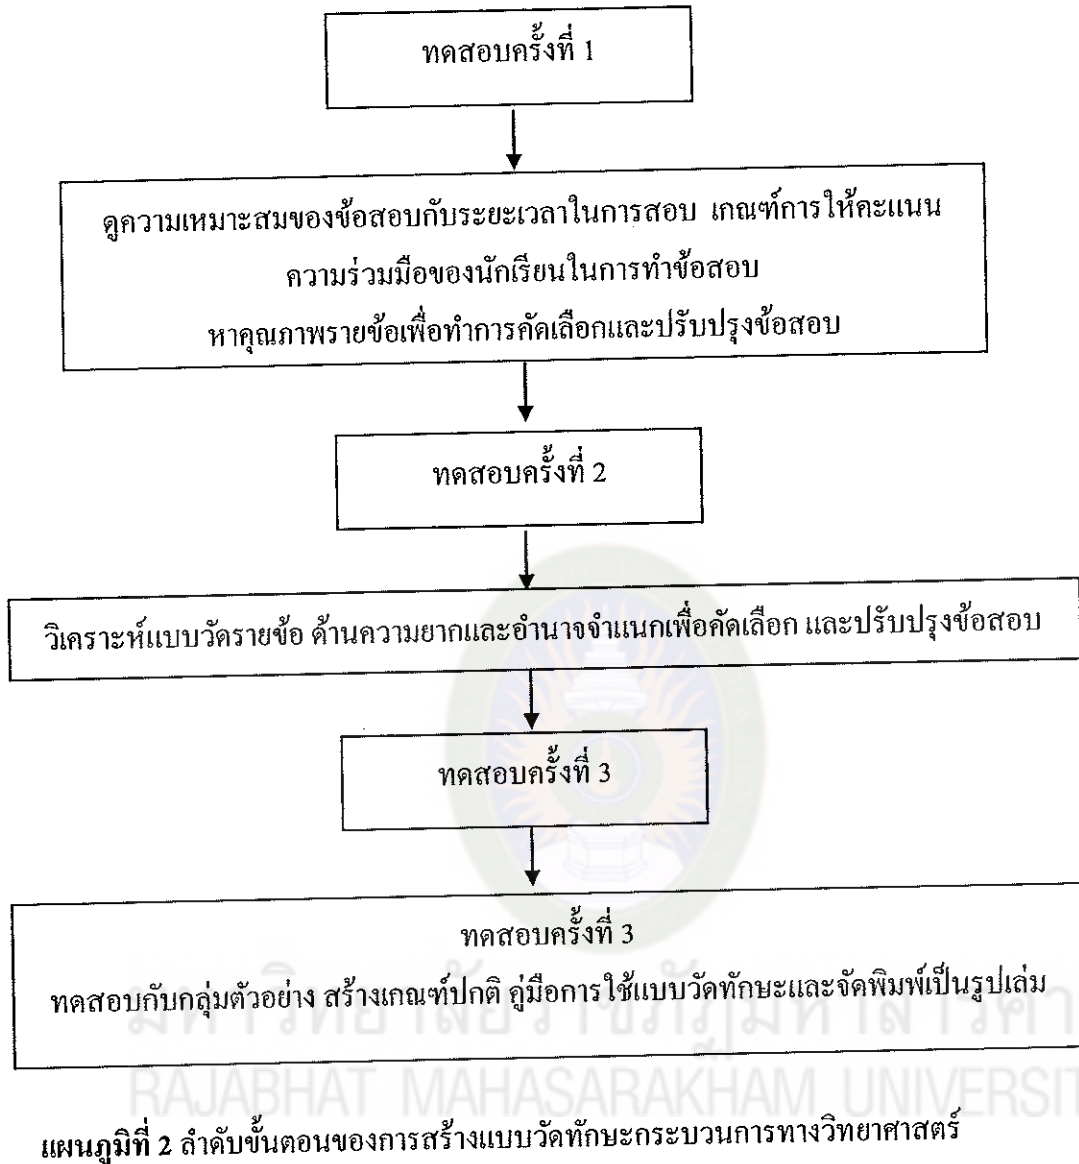 ทดสอบครั้งที่ 1
ดูความเหมาะสมของข้อสอบกับระยะเวลาในการสอบ เกณฑ์การให้คะแนน
ความร่วมมือของนักเรียนในการทำข้อสอบ
หาคุณภาพรายข้อเพื่อทำการคัดเลือกและปรับปรุงข้อสอบ
ทดสอบครั้งที่ 2
วิเคราะห์แบบวัดรายข้อ ด้านความยากและอำนาจจำแนกเพื่อคัดเลือก และปรับปรุงข้อสอบ
ทดสอบครั้งที่ 3
ทดสอบครั้งที่ 3
ทดสอบกับกลุ่มตัวอย่าง สร้างเกณฑ์ปกติ คู่มือการใช้แบบวัดทักษะและจัดพิมพ์เป็นรูปเล่ม
RAJABHAT MAHASARAKHAM UNIVERSIT
แผนภูมิที่ 2 ลำดับขั้นตอนของการสร้างแบบวัดทักษะกระบวนการทางวิทยาศาสตร์